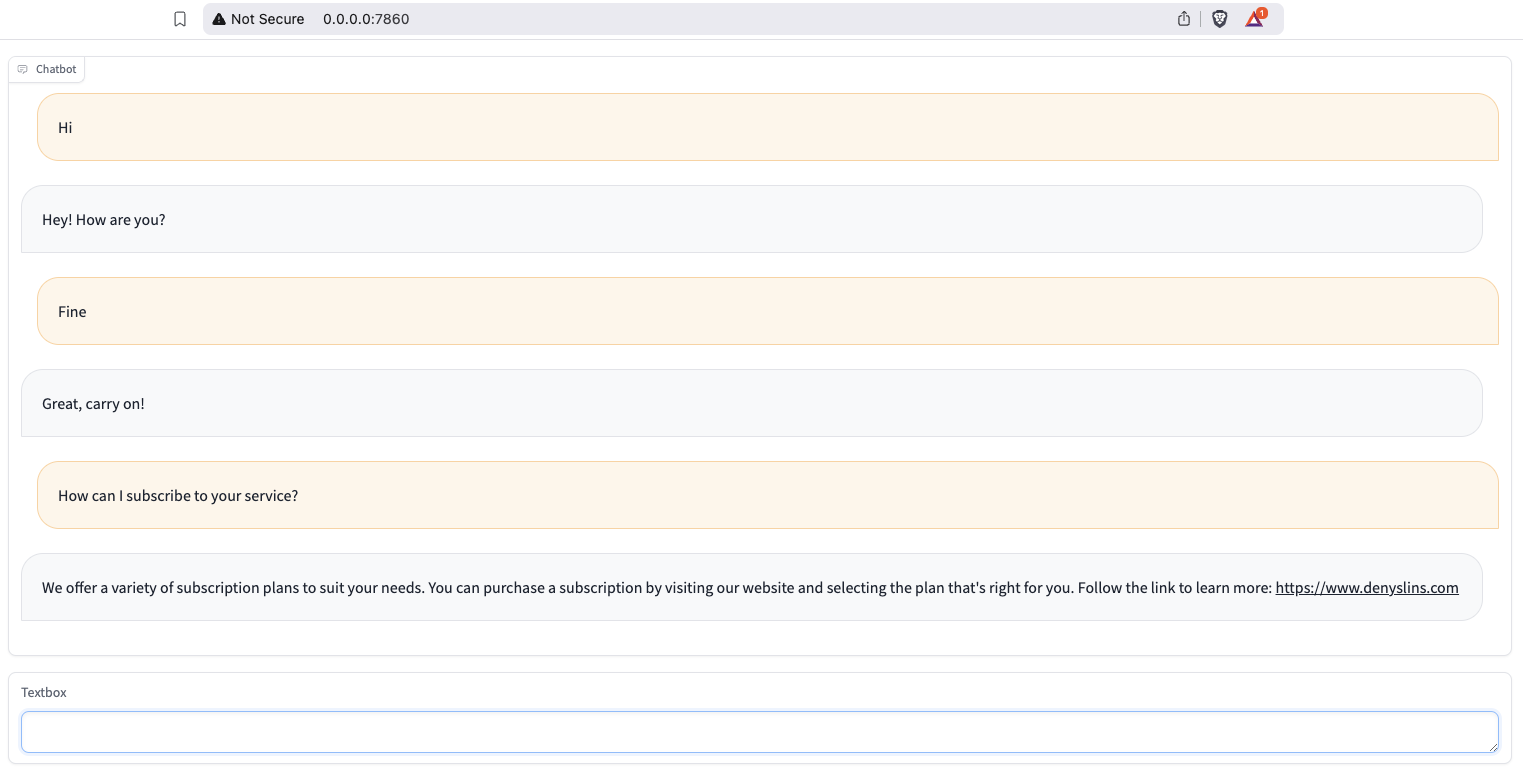 Not Secure 0.0.0.0:7860
1
Chatbot
Hi
Hey! How are you?
Fine
Great, carry on!
How can I subscribe to your service?
We offer a variety of subscription plans to suit your needs. You can purchase a subscription by visiting our website and selecting the plan that's right for you. Follow the link to learn more: https://www.denyslins.com
Textbox